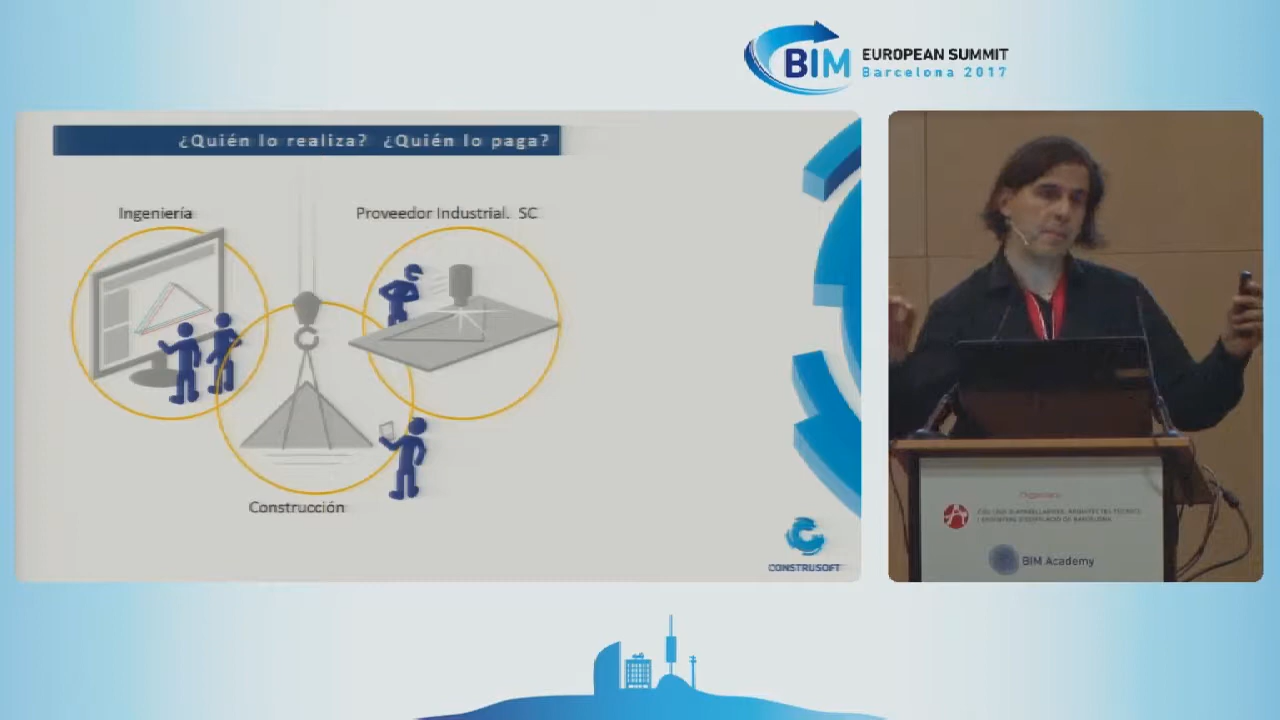 BIM EUROPEAN SUMMIT
Barcelona 2017
¿Quién lo realiza? ¿Quién lo paga?
Ingeniería
Proveedor Industrial. SC
Construcción
CONSTRUSOFT
BIM Academy